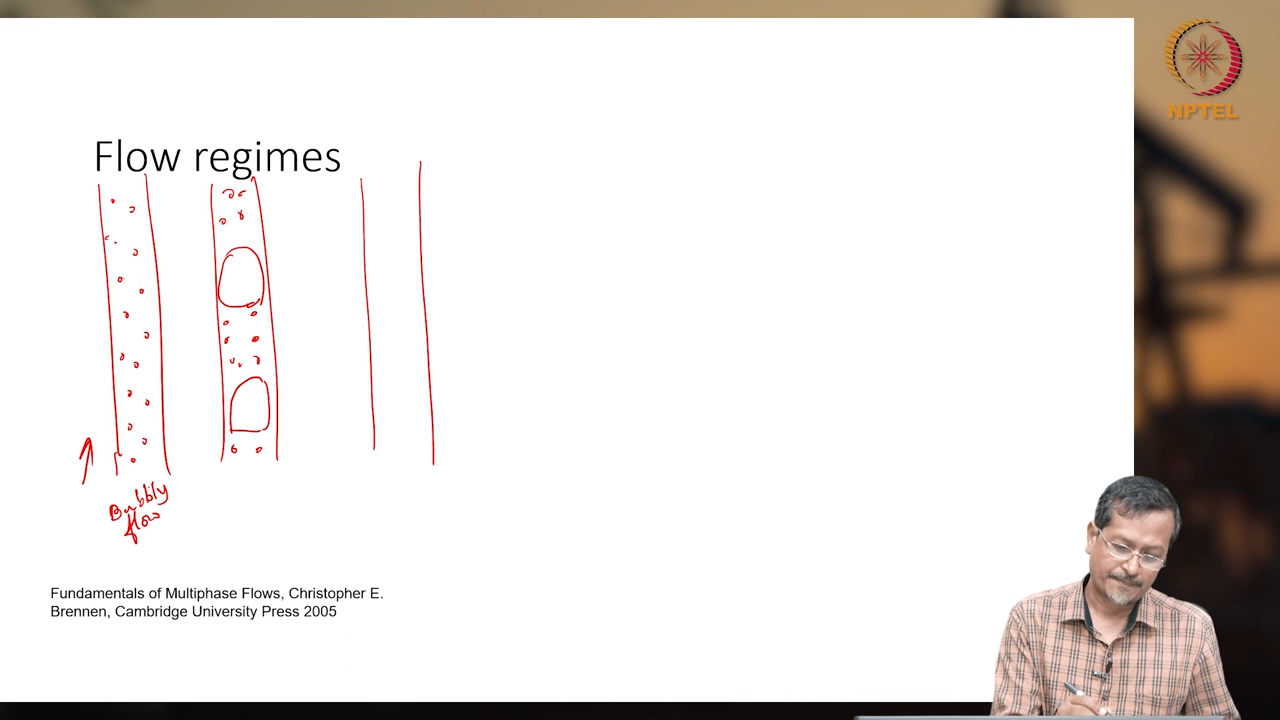 NPTEL
Flow regimes
Bubbly
flow
Fundamentals of Multiphase Flows, Christopher E.
Brennen, Cambridge University Press 2005